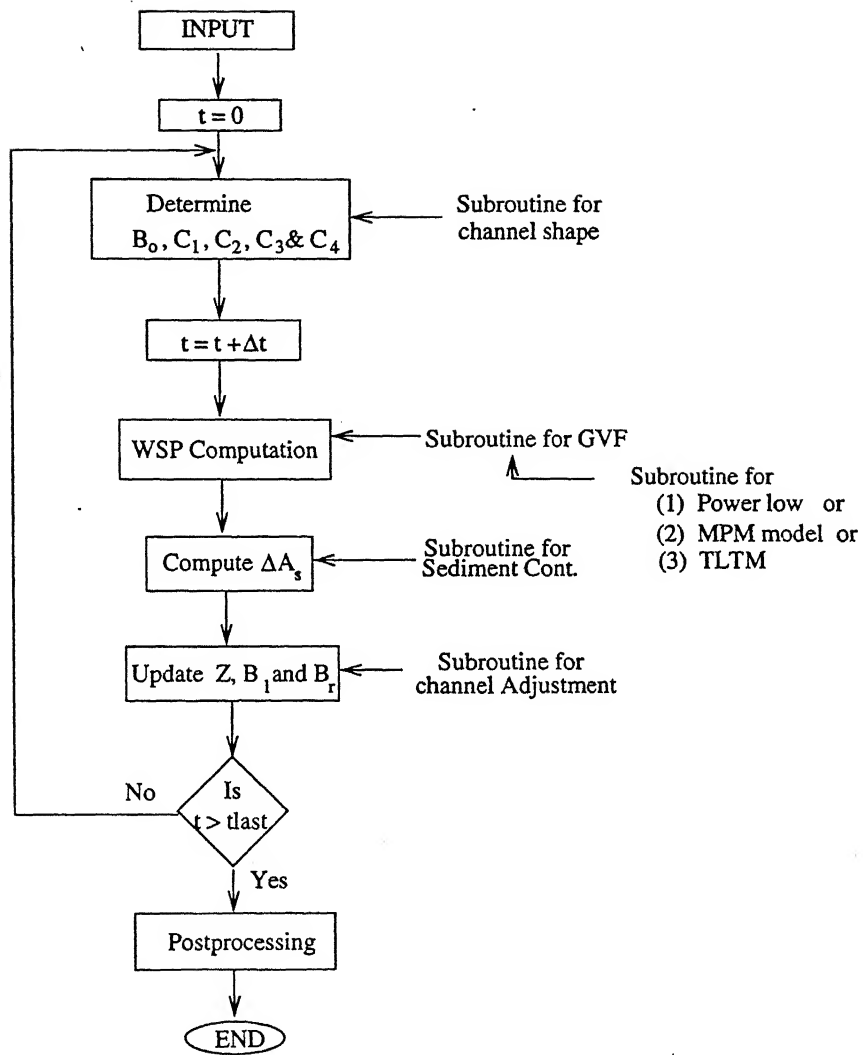 INPUT
t = 0
Determine
B₀, C₁, C₂, C₃ & C₄
Subroutine for
channel shape
t = t + Δt
WSP Computation
Subroutine for GVF
Subroutine for
(1) Power low or
(2) MPM model or
(3) TLTM
Compute ΔAₛ
Subroutine for
Sediment Cont.
Update Z, B₁ and Bᵣ
Subroutine for
channel Adjustment
Is
t > tlast
No
Yes
Postprocessing
END